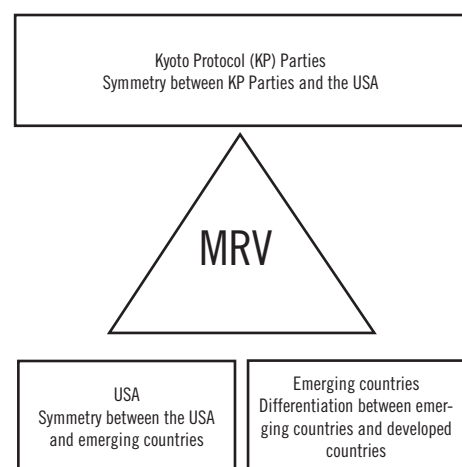 Kyoto Protocol (KP) Parties
Symmetry between KP Parties and the USA
MRV
USA
Symmetry between the USA
and emerging countries
Emerging countries
Differentiation between emer-
ging countries and developed
countries